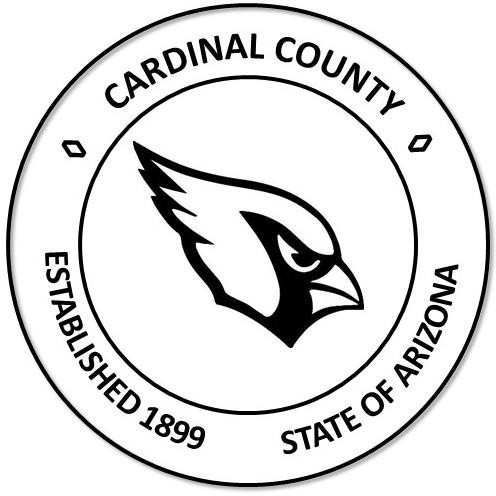 CARDINAL COUNTY
ESTABLISHED 1899
STATE OF ARIZONA